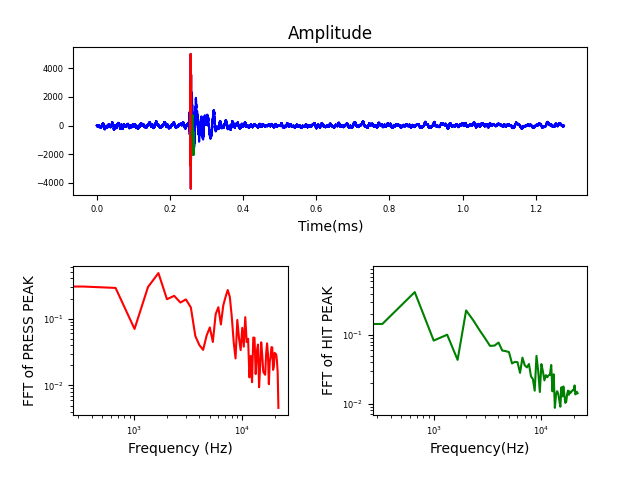 Amplitude
4000
2000
0
−2000
−4000
0.0 0.2 0.4 0.6 0.8 1.0 1.2
Time(ms)
FFT of PRESS PEAK
10⁻¹
10⁻²
10³ 10⁴
Frequency (Hz)
FFT of HIT PEAK
10⁻¹
10⁻²
10³ 10⁴
Frequency(Hz)